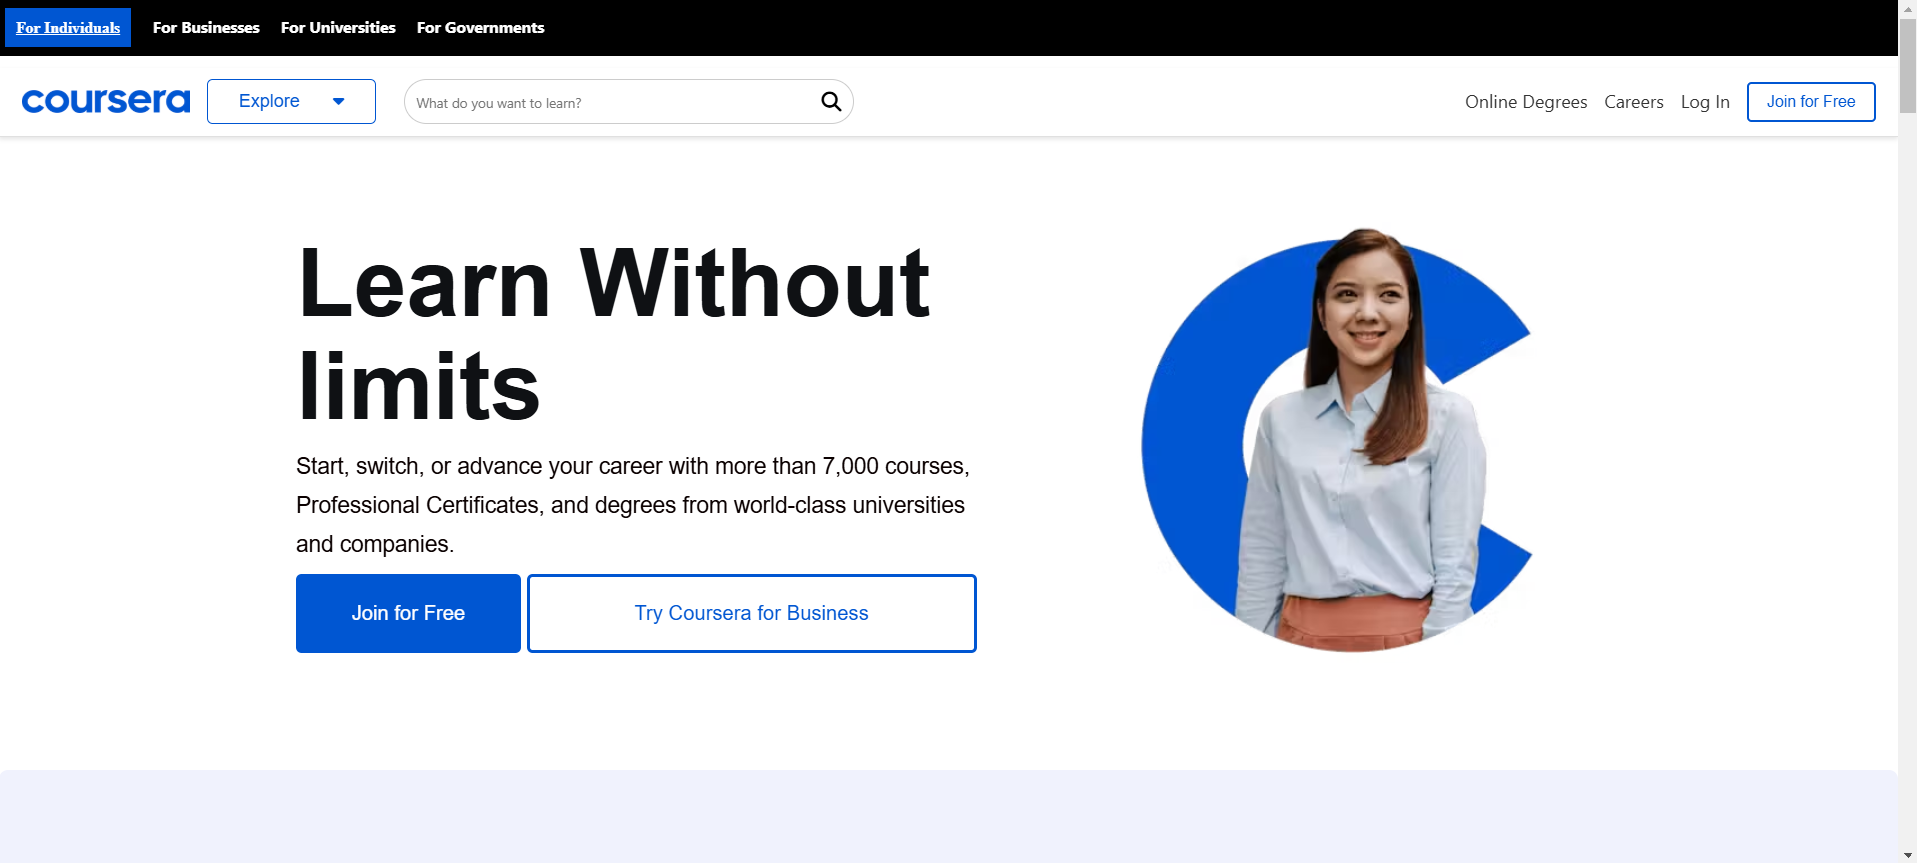 For Individuals For Businesses For Universities For Governments
coursera Explore What do you want to learn? Online Degrees Careers Log In Join for Free
Learn Without
limits
Start, switch, or advance your career with more than 7,000 courses,
Professional Certificates, and degrees from world-class universities
and companies.
Join for Free Try Coursera for Business